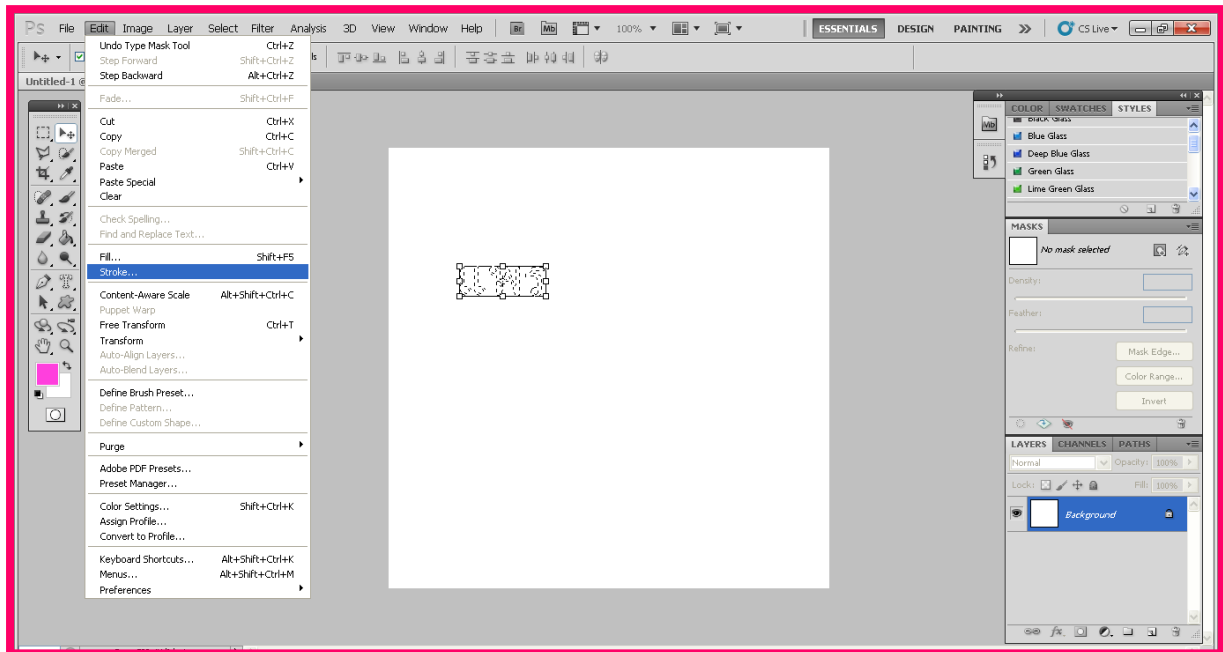 PS File Edit Image Layer Select Filter Analysis 3D View Window Help Br Mb 100% ESSENTIALS DESIGN PAINTING CS Live
Untitled-1 @
Undo Type Mask Tool Ctrl+Z
Step Forward Shift+Ctrl+Z
Step Backward Alt+Ctrl+Z
Fade... Shift+Ctrl+F
Cut Ctrl+X
Copy Ctrl+C
Copy Merged Shift+Ctrl+C
Paste Ctrl+V
Paste Special
Clear
Check Spelling...
Find and Replace Text...
Fill... Shift+F5
Stroke...
Content-Aware Scale Alt+Shift+Ctrl+C
Puppet Warp
Free Transform Ctrl+T
Transform
Auto-Align Layers...
Auto-Blend Layers...
Define Brush Preset...
Define Pattern...
Define Custom Shape...
Purge
Adobe PDF Presets...
Preset Manager...
Color Settings... Shift+Ctrl+K
Assign Profile...
Convert to Profile...
Keyboard Shortcuts... Alt+Shift+Ctrl+K
Menus... Alt+Shift+Ctrl+M
Preferences
Mb
COLOR SWATCHES STYLES
Black Glass
Blue Glass
Deep Blue Glass
Green Glass
Lime Green Glass
MASKS
No mask selected
Density:
Feather:
Refine: Mask Edge...
Color Range...
Invert
LAYERS CHANNELS PATHS
Normal Opacity: 100%
Lock: Fill: 100%
Background
fx